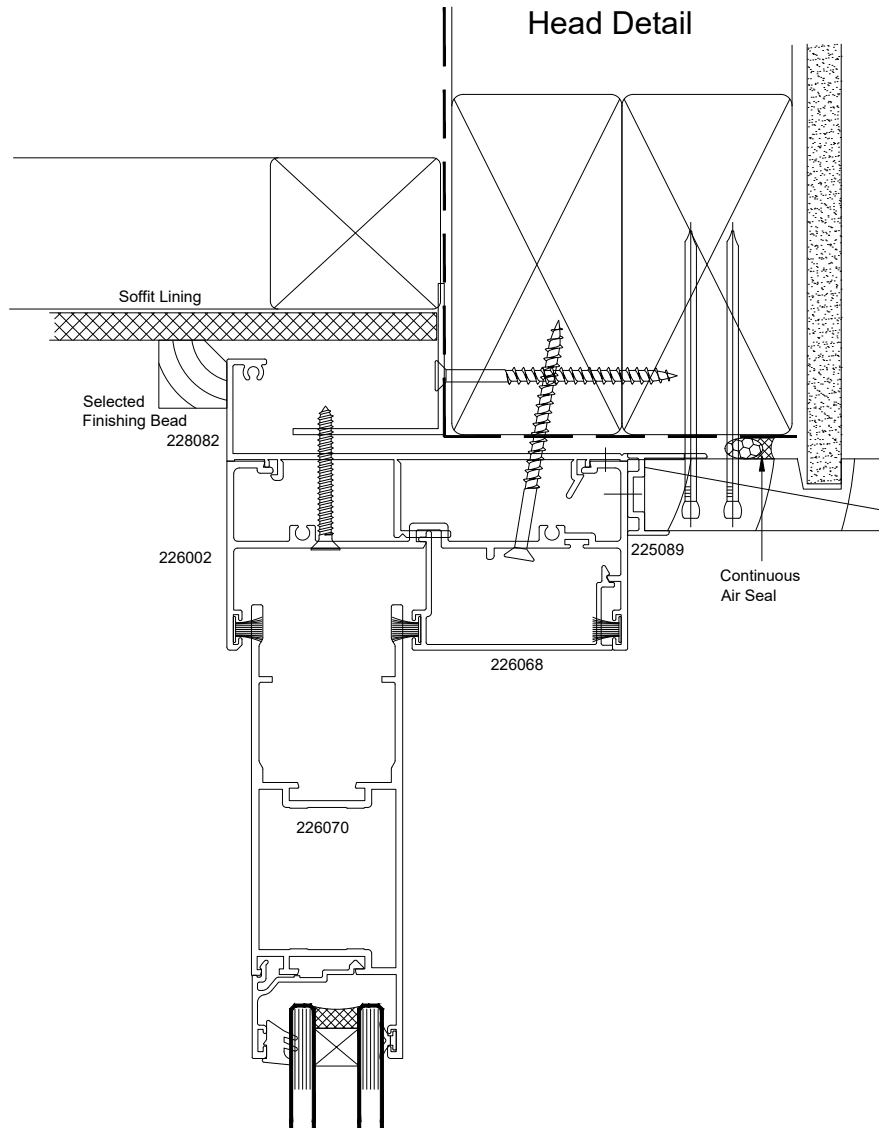 Head Detail
Soffit Lining
Selected
Finishing Bead
228082
226002
225089
Continuous
Air Seal
226068
226070